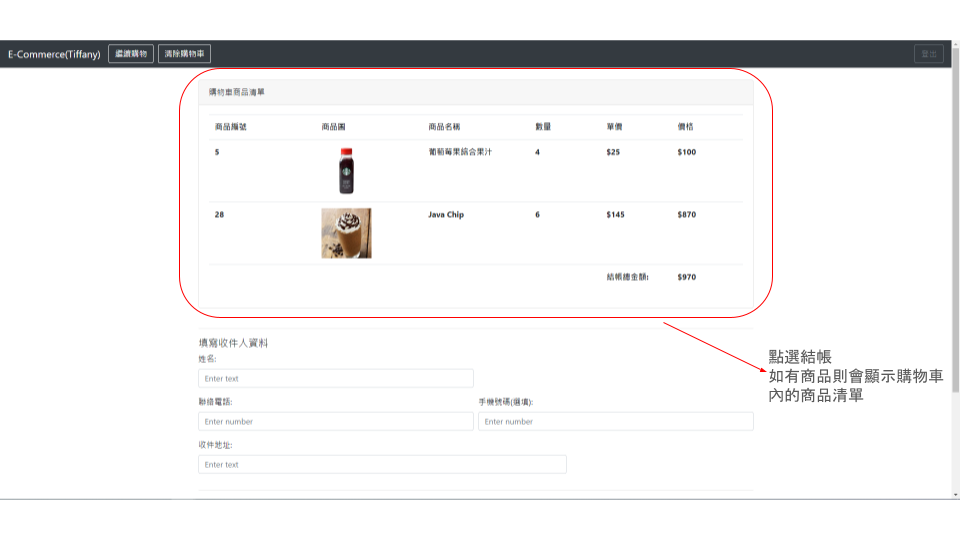 E-Commerce(Tiffany) 繼續購物 清除購物車 登出
購物車商品清單
商品編號 商品圖 商品名稱 數量 單價 價格
5 葡萄莓果綜合果汁 4 $25 $100
28 Java Chip 6 $145 $870
結帳總金額: $970
填寫收件人資料
姓名:
Enter text
聯絡電話: 手機號碼(選填):
Enter number Enter number
收件地址:
Enter text
點選結帳
如有商品則會顯示購物車
內的商品清單